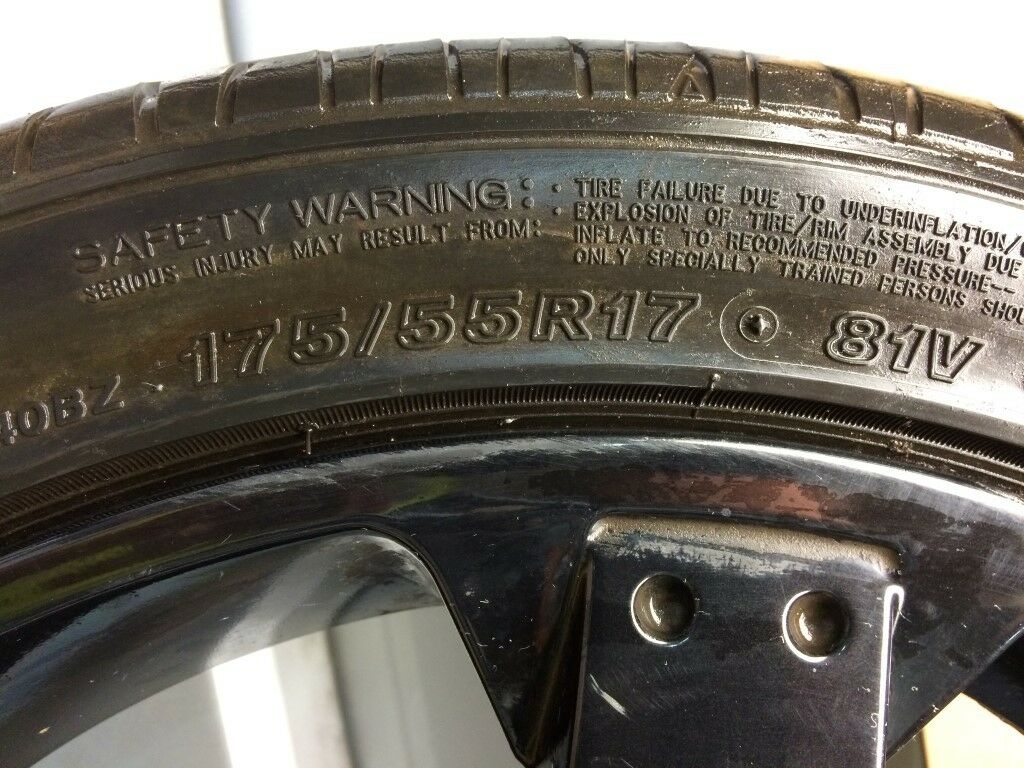 SAFETY WARNING:
SERIOUS INJURY MAY RESULT FROM:
TIRE FAILURE DUE TO UNDERINFLATION/
EXPLOSION OF TIRE/RIM ASSEMBLY DUE
INFLATE TO RECOMMENDED PRESSURE--
ONLY SPECIALLY TRAINED PERSONS SHOU
40BZ 175/55R17 81V